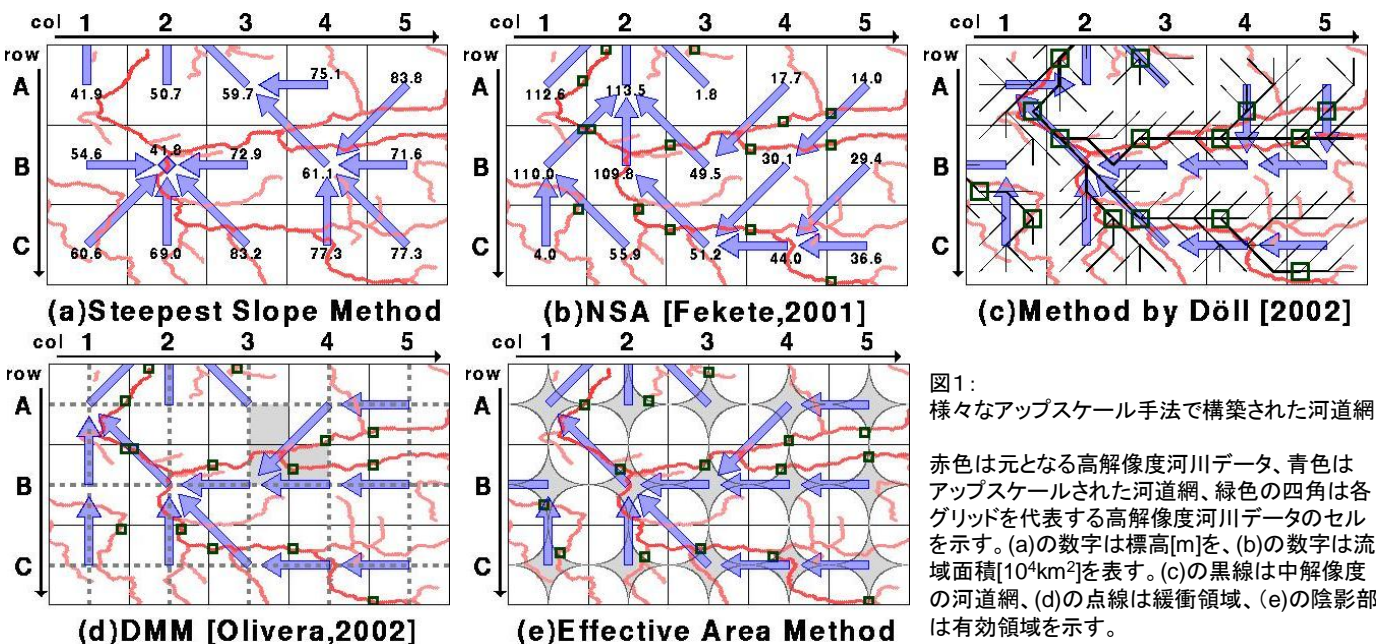 col 1 2 3 4 5
row
A
75.1 83.8
41.9 50.7 59.7
B
54.6 41.8 72.9 71.6
61.1
C
60.6 69.0 83.2 77.3 77.3
(a)Steepest Slope Method
col 1 2 3 4 5
row
A
17.7 14.0
112.6 113.5 1.8
B
30.1 29.4
110.0 109.8 49.5
C
4.0 55.9 51.2 44.0 36.6
(b)NSA [Fekete,2001]
col 1 2 3 4 5
row
A
B
C
(c)Method by Döll [2002]
col 1 2 3 4 5
row
A
B
C
(d)DMM [Olivera,2002]
col 1 2 3 4 5
row
A
B
C
(e)Effective Area Method
図1:
様々なアップスケール手法で構築された河道網
赤色は元となる高解像度河川データ、青色は
アップスケールされた河道網、緑色の四角は各
グリッドを代表する高解像度河川データのセル
を示す。(a)の数字は標高[m]を、(b)の数字は流
域面積[10⁴km²]を表す。(c)の黒線は中解像度
の河道網、(d)の点線は緩衝領域、(e)の陰影部
は有効領域を示す。